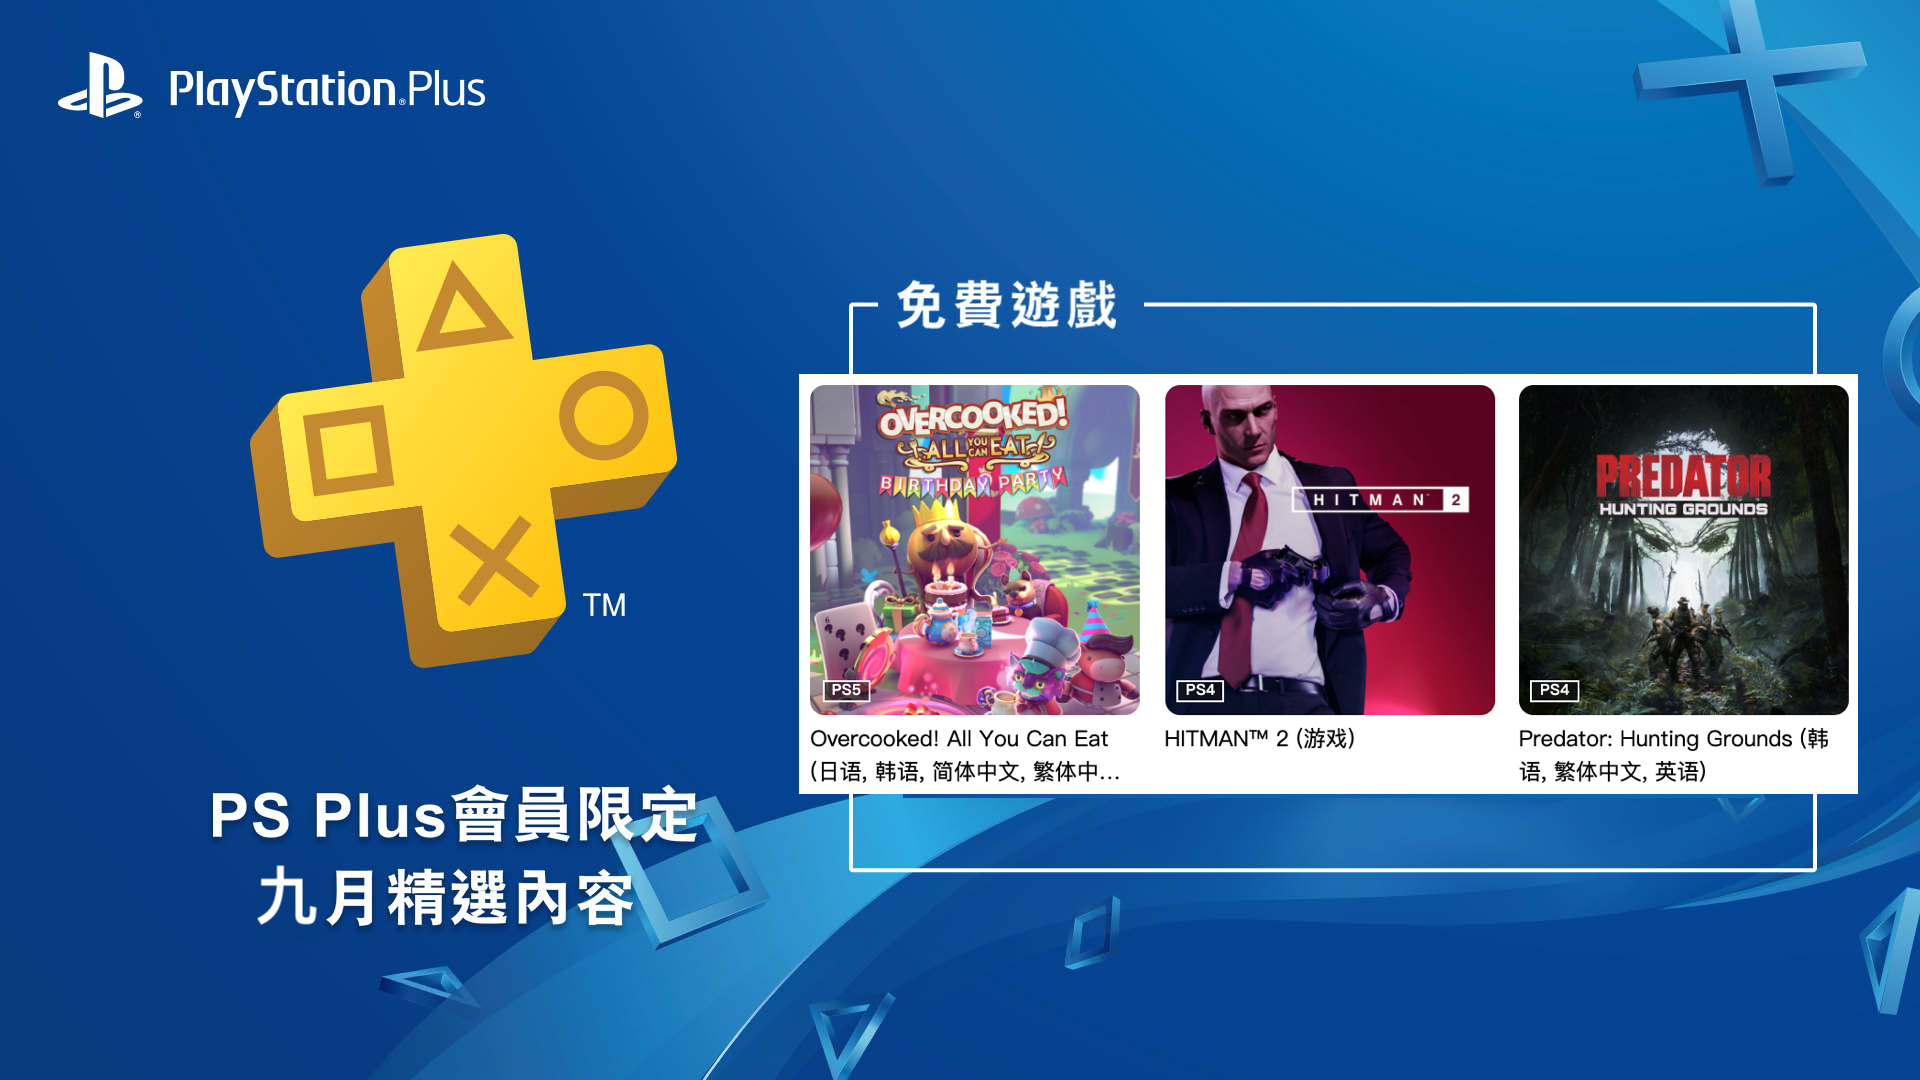 PlayStation®Plus
TM
PS Plus會員限定
九月精選內容
免費遊戲
OVERCOOKED!
ALL YOU CAN EAT
BIRTHDAY PARTY
PS5
Overcooked! All You Can Eat
(日语, 韩语, 简体中文, 繁体中...
HITMAN™ 2
PS4
HITMAN™ 2 (游戏)
PREDATOR
HUNTING GROUNDS
PS4
Predator: Hunting Grounds (韩
语, 繁体中文, 英语)